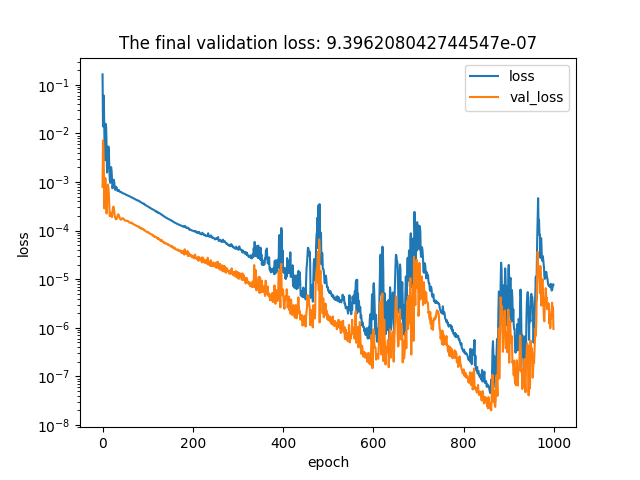 The final validation loss: 9.396208042744547e-07
loss
val_loss
10⁻¹
10⁻²
10⁻³
10⁻⁴
10⁻⁵
10⁻⁶
10⁻⁷
10⁻⁸
loss
0 200 400 600 800 1000
epoch